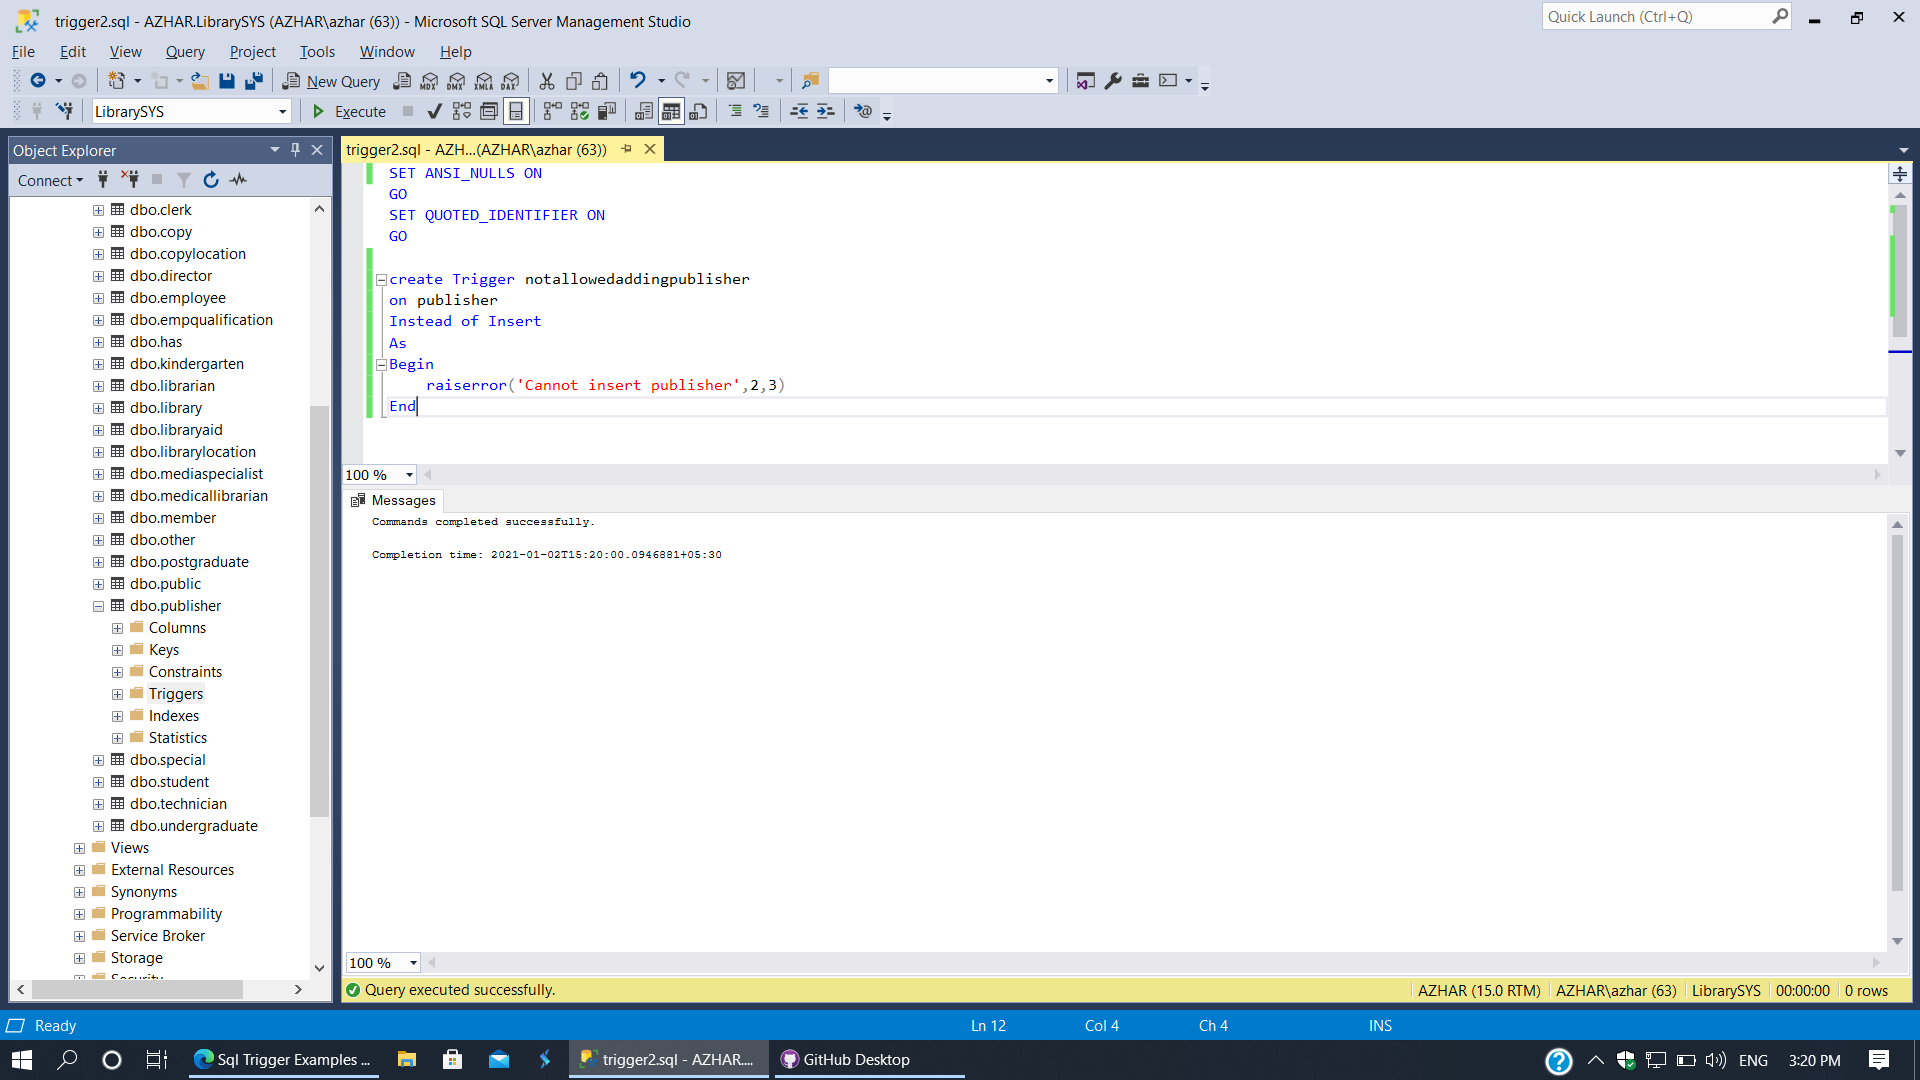 trigger2.sql - AZHAR.LibrarySYS (AZHAR\azhar (63)) - Microsoft SQL Server Management Studio
Quick Launch (Ctrl+Q)
File Edit View Query Project Tools Window Help
New Query MDX DMX XMLA DAX
LibrarySYS Execute
Object Explorer
trigger2.sql - AZH...(AZHAR\azhar (63))
Connect
dbo.clerk
dbo.copy
dbo.copylocation
dbo.director
dbo.employee
dbo.empqualification
dbo.has
dbo.kindergarten
dbo.librarian
dbo.library
dbo.libraryaid
dbo.librarylocation
dbo.mediaspecialist
dbo.medicallibrarian
dbo.member
dbo.other
dbo.postgraduate
dbo.public
dbo.publisher
Columns
Keys
Constraints
Triggers
Indexes
Statistics
dbo.special
dbo.student
dbo.technician
dbo.undergraduate
Views
External Resources
Synonyms
Programmability
Service Broker
Storage
Security
SET ANSI_NULLS ON
GO
SET QUOTED_IDENTIFIER ON
GO
create Trigger notallowedaddingpublisher
on publisher
Instead of Insert
As
Begin
raiserror('Cannot insert publisher',2,3)
End
100 %
Messages
Commands completed successfully.
Completion time: 2021-01-02T15:20:00.0946881+05:30
100 %
Query executed successfully.
AZHAR (15.0 RTM) AZHAR\azhar (63) LibrarySYS 00:00:00 0 rows
Ready Ln 12 Col 4 Ch 4 INS
Sql Trigger Examples ... trigger2.sql - AZHAR.... GitHub Desktop ENG 3:20 PM